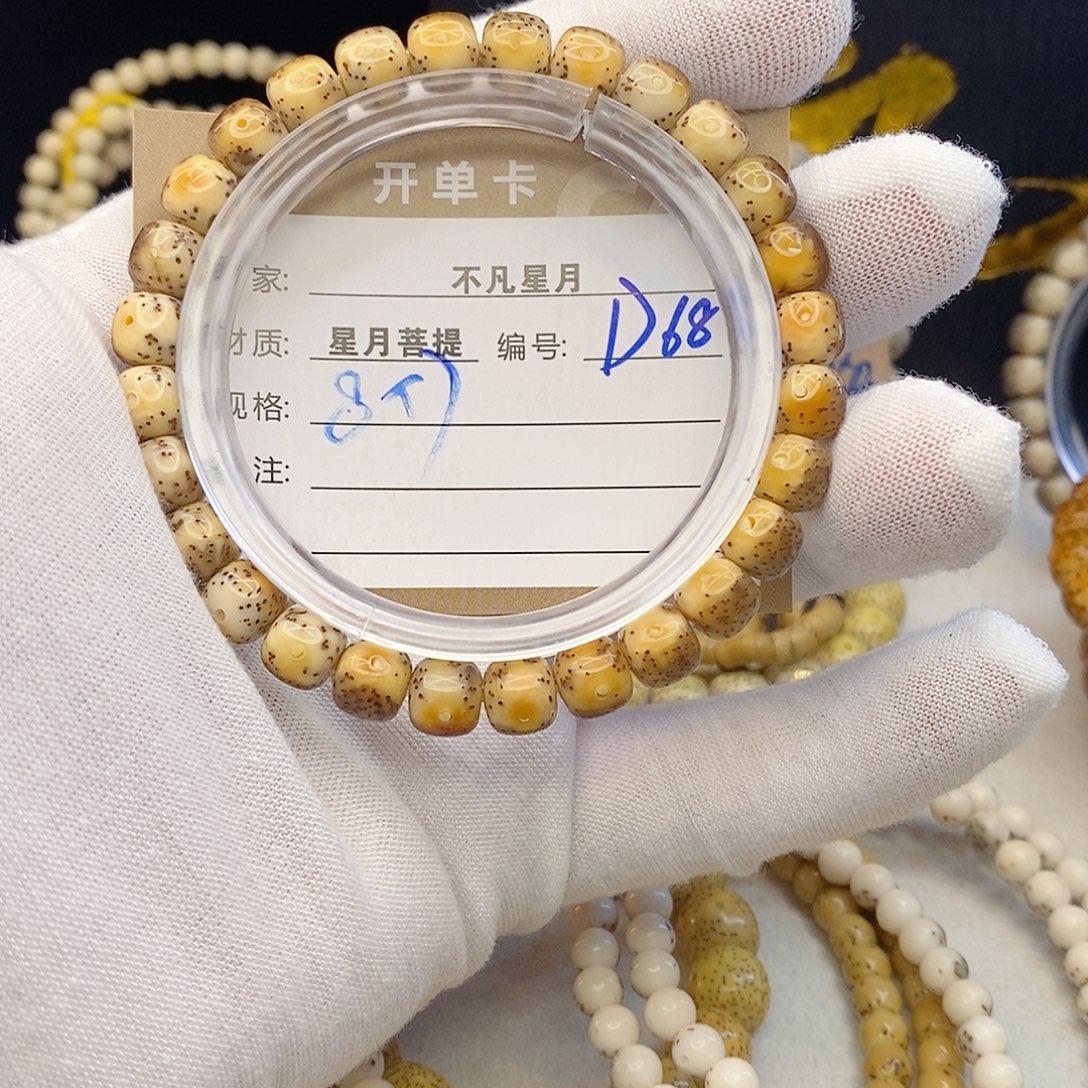 开单卡
家: 不凡星月
材质: 星月菩提 编号: D68
规格: 8T
注: